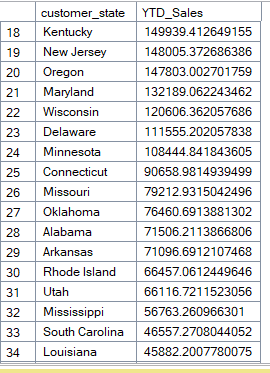 customer_state YTD_Sales
18 Kentucky 149939.412649155
19 New Jersey 148005.372686386
20 Oregon 147803.002701759
21 Maryland 132189.062243462
22 Wisconsin 120606.362057686
23 Delaware 111555.202057838
24 Minnesota 108444.841843605
25 Connecticut 90658.9814939499
26 Missouri 79212.9315042496
27 Oklahoma 76460.6913881302
28 Alabama 71506.2113866806
29 Arkansas 71096.6912107468
30 Rhode Island 66457.0612449646
31 Utah 66116.7211523056
32 Mississippi 56763.260966301
33 South Carolina 46557.2708044052
34 Louisiana 45882.2007780075